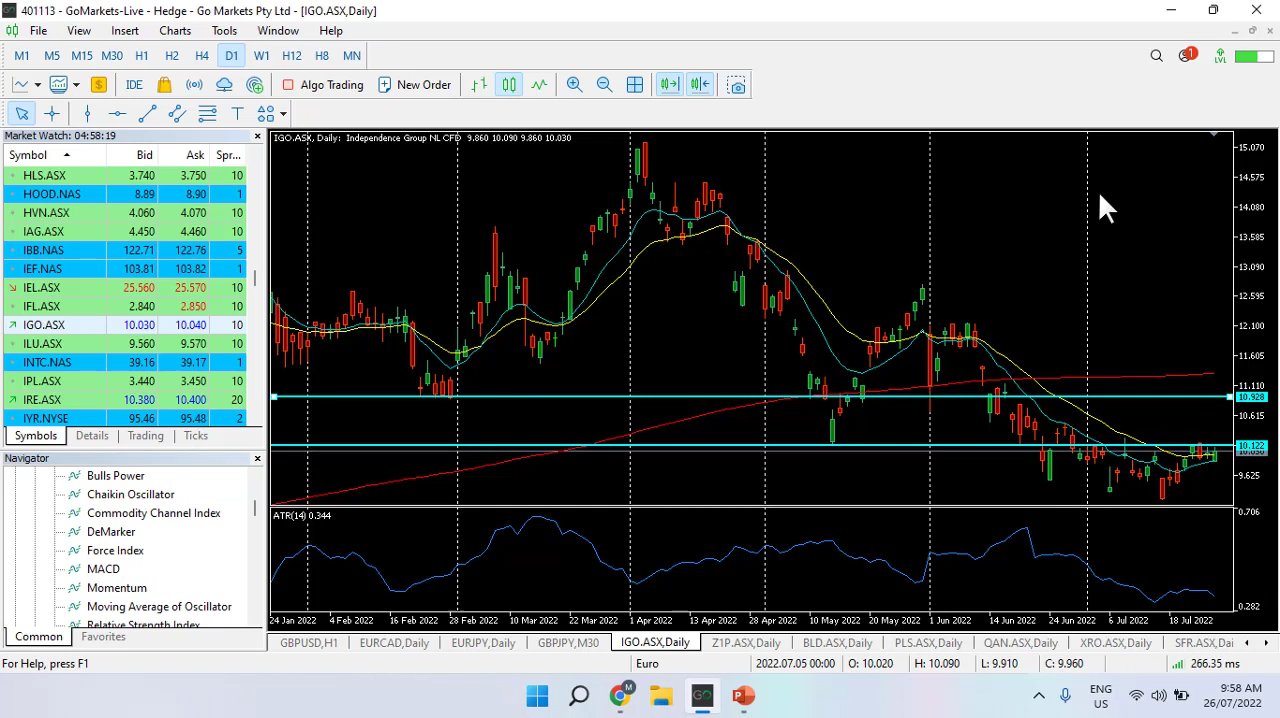 401113 - GoMarkets-Live - Hedge - Go Markets Pty Ltd - [IGO.ASX,Daily]
File View Insert Charts Tools Window Help
M1 M5 M15 M30 H1 H2 H4 D1 W1 H12 H8 MN 1 LVL
IDE Algo Trading New Order
Market Watch: 04:58:19
Symbol Bid Ask Spr...
HLS.ASX 3.740 3.750 10
HOOD.NAS 8.89 8.90 1
HVN.ASX 4.060 4.070 10
IAG.ASX 4.450 4.460 10
IBB.NAS 122.71 122.76 5
IEF.NAS 103.81 103.82 1
IEL.ASX 25.560 25.570 10
IFL.ASX 2.840 2.850 10
IGO.ASX 10.030 10.040 10
ILU.ASX 9.560 9.570 10
INTC.NAS 39.16 39.17 1
IPL.ASX 3.440 3.450 10
IRE.ASX 10.380 10.400 20
IYR.NYSE 95.46 95.48 2
Symbols Details Trading Ticks
Navigator
Bulls Power
Chaikin Oscillator
Commodity Channel Index
DeMarker
Force Index
MACD
Momentum
Moving Average of Oscillator
Relative Strength Index
Common Favorites
IGO.ASX, Daily: Independence Group NL CFD 9.860 10.090 9.860 10.030
15.070
14.575
14.080
13.585
13.090
12.595
12.100
11.605
11.110
10.928
10.615
10.122
9.625
ATR(14) 0.344
0.706
0.282
24 Jan 2022 4 Feb 2022 16 Feb 2022 28 Feb 2022 10 Mar 2022 22 Mar 2022 1 Apr 2022 13 Apr 2022 28 Apr 2022 10 May 2022 20 May 2022 1 Jun 2022 14 Jun 2022 24 Jun 2022 6 Jul 2022 18 Jul 2022
GBPUSD,H1 EURCAD,Daily EURJPY,Daily GBPJPY,M30 IGO.ASX,Daily Z1P.ASX,Daily BLD.ASX,Daily PLS.ASX,Daily QAN.ASX,Daily XRO.ASX,Daily SFR.ASX,Dai
For Help, press F1 Euro 2022.07.05 00:00 O: 10.020 H: 10.090 L: 9.910 C: 9.960 266.35 ms
M GO P
ENG
US
9:58 AM
26/07/2022